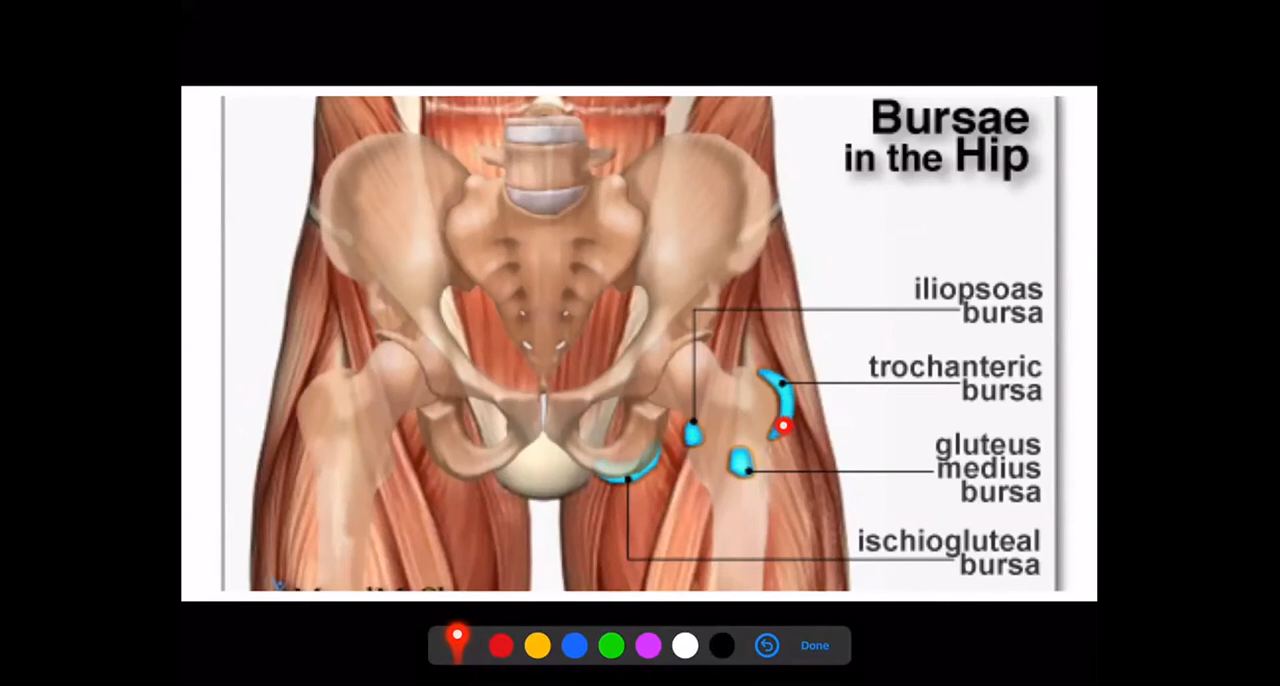 Bursae
in the Hip
iliopsoas
bursa
trochanteric
bursa
gluteus
medius
bursa
ischiogluteal
bursa
Done